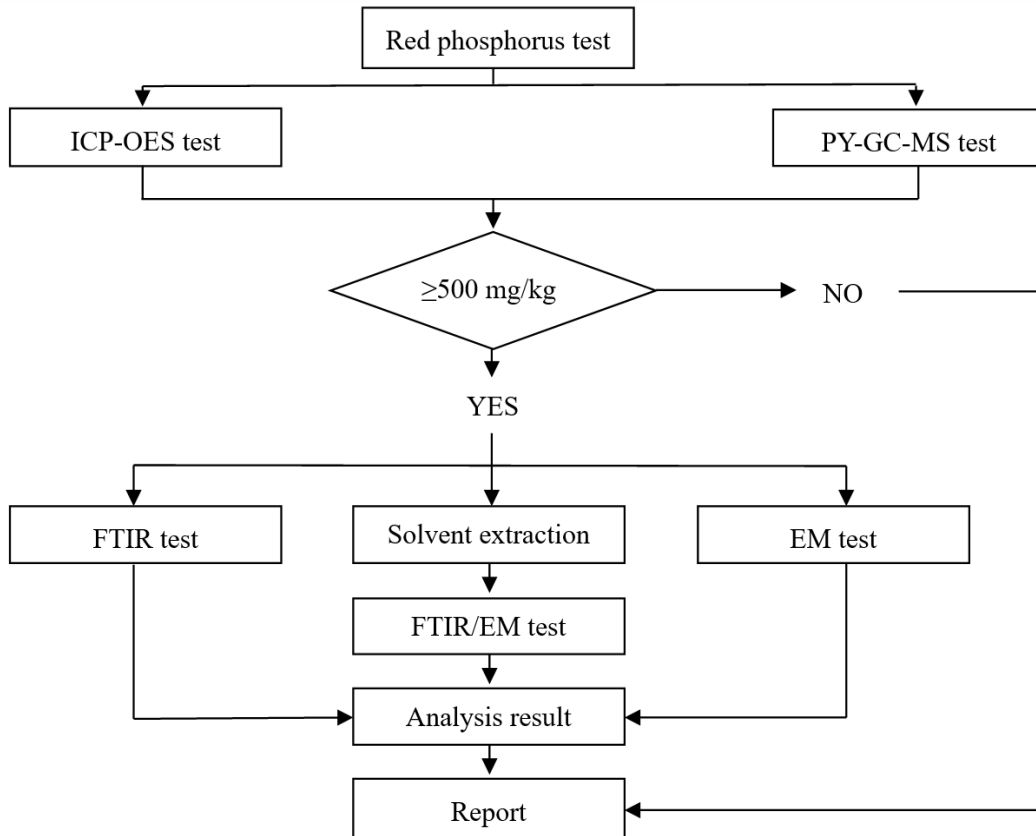 Red phosphorus test
ICP-OES test
PY-GC-MS test
≥500 mg/kg
NO
YES
FTIR test
Solvent extraction
EM test
FTIR/EM test
Analysis result
Report